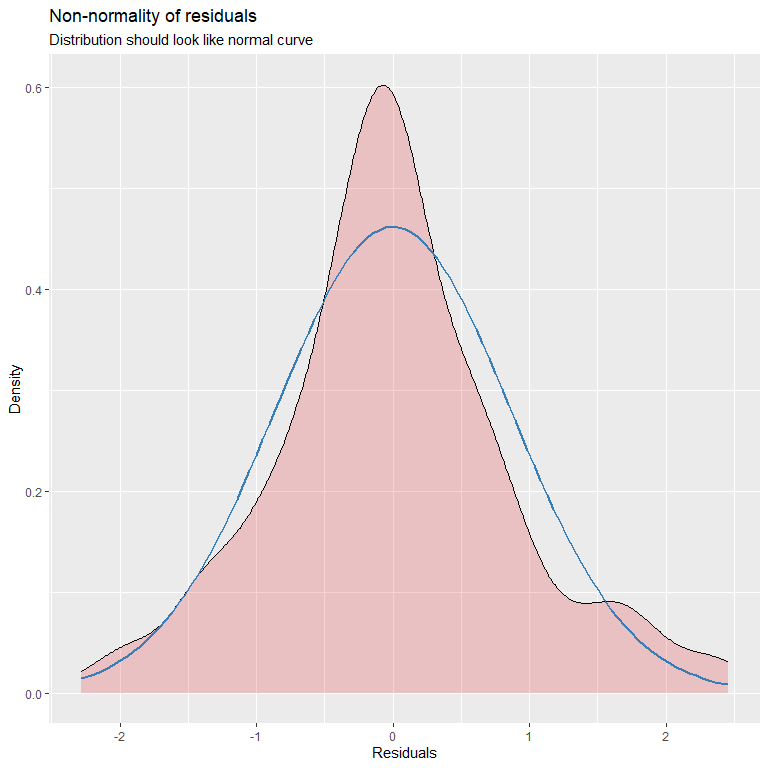 Non-normality of residuals
Distribution should look like normal curve
0.6
0.4
0.2
0.0
Density
-2
-1
0
1
2
Residuals